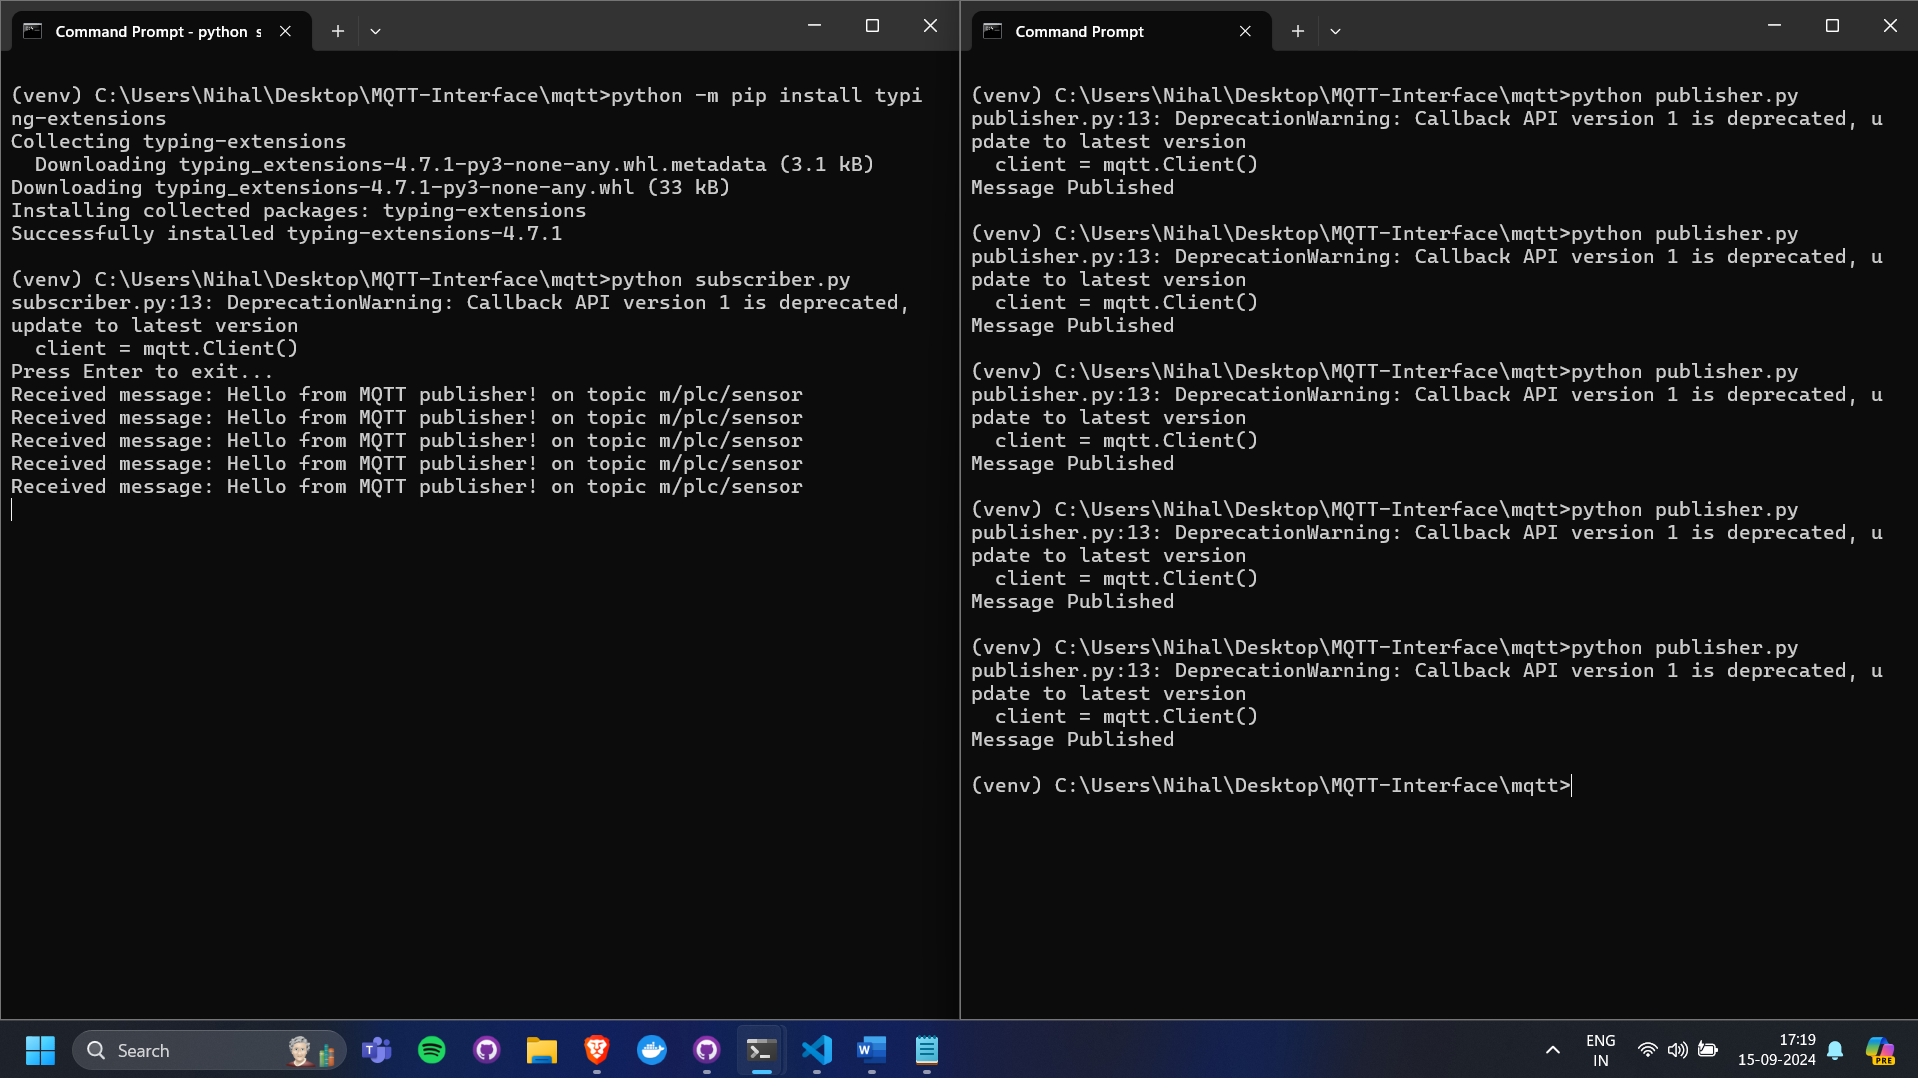 Command Prompt - python s
(venv) C:\Users\Nihal\Desktop\MQTT-Interface\mqtt>python -m pip install typi
ng-extensions
Collecting typing-extensions
  Downloading typing_extensions-4.7.1-py3-none-any.whl.metadata (3.1 kB)
Downloading typing_extensions-4.7.1-py3-none-any.whl (33 kB)
Installing collected packages: typing-extensions
Successfully installed typing-extensions-4.7.1
(venv) C:\Users\Nihal\Desktop\MQTT-Interface\mqtt>python subscriber.py
subscriber.py:13: DeprecationWarning: Callback API version 1 is deprecated,
update to latest version
  client = mqtt.Client()
Press Enter to exit...
Received message: Hello from MQTT publisher! on topic m/plc/sensor
Received message: Hello from MQTT publisher! on topic m/plc/sensor
Received message: Hello from MQTT publisher! on topic m/plc/sensor
Received message: Hello from MQTT publisher! on topic m/plc/sensor
Received message: Hello from MQTT publisher! on topic m/plc/sensor
Command Prompt
(venv) C:\Users\Nihal\Desktop\MQTT-Interface\mqtt>python publisher.py
publisher.py:13: DeprecationWarning: Callback API version 1 is deprecated, u
pdate to latest version
  client = mqtt.Client()
Message Published
(venv) C:\Users\Nihal\Desktop\MQTT-Interface\mqtt>python publisher.py
publisher.py:13: DeprecationWarning: Callback API version 1 is deprecated, u
pdate to latest version
  client = mqtt.Client()
Message Published
(venv) C:\Users\Nihal\Desktop\MQTT-Interface\mqtt>python publisher.py
publisher.py:13: DeprecationWarning: Callback API version 1 is deprecated, u
pdate to latest version
  client = mqtt.Client()
Message Published
(venv) C:\Users\Nihal\Desktop\MQTT-Interface\mqtt>python publisher.py
publisher.py:13: DeprecationWarning: Callback API version 1 is deprecated, u
pdate to latest version
  client = mqtt.Client()
Message Published
(venv) C:\Users\Nihal\Desktop\MQTT-Interface\mqtt>python publisher.py
publisher.py:13: DeprecationWarning: Callback API version 1 is deprecated, u
pdate to latest version
  client = mqtt.Client()
Message Published
(venv) C:\Users\Nihal\Desktop\MQTT-Interface\mqtt>
Search
ENG
IN
17:19
15-09-2024
PRE